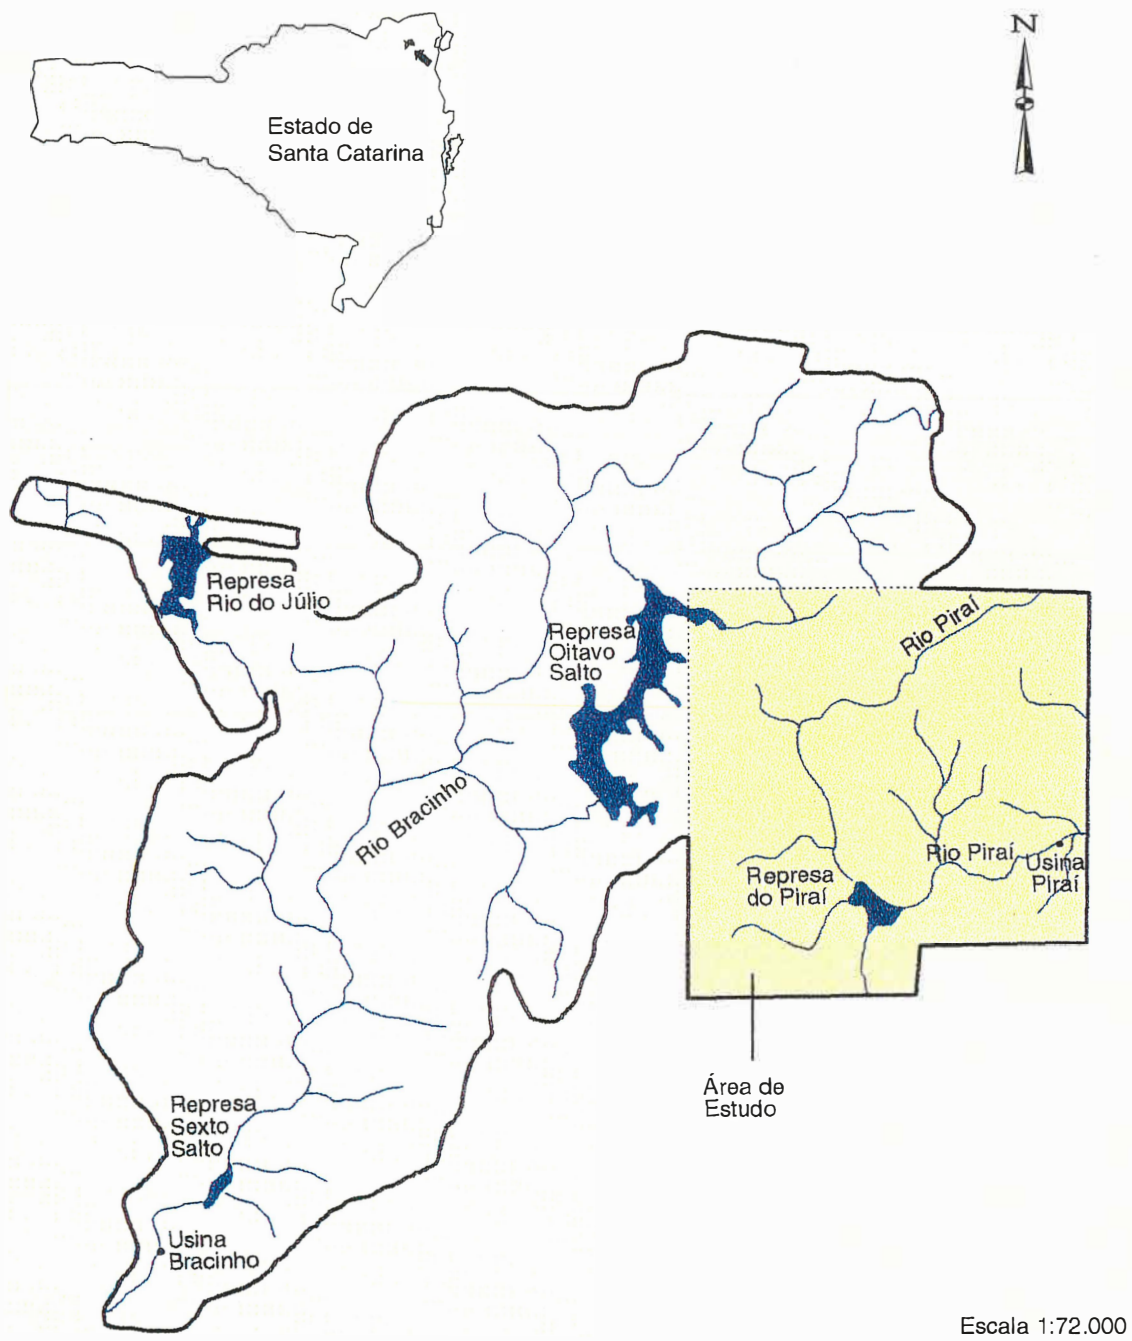 N
Estado de
Santa Catarina
Represa
Rio do Júlio
Represa
Oitavo
Salto
Rio Piraí
Rio Bracinho
Rio Piraí
Usina
Piraí
Represa
do Piraí
Área de
Estudo
Represa
Sexto
Salto
Usina
Bracinho
Escala 1:72.000